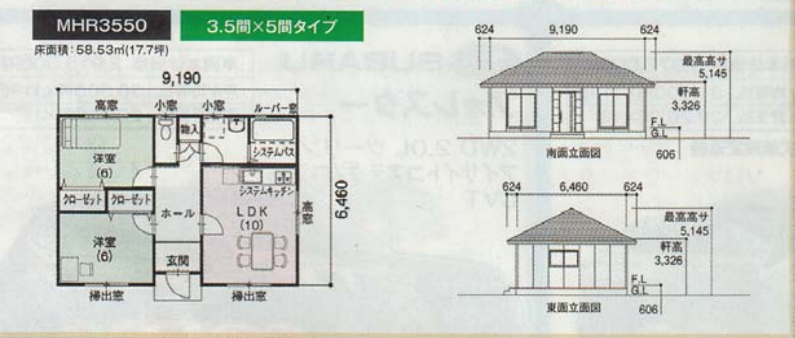 MHR3550
3.5間×5間タイプ
床面積:58.53㎡(17.7坪)
9,190
高窓 小窓 小窓 ルーバー窓
物入
システムバス
洋室
(6)
システムキッチン
クローゼット クローゼット
ホール
LDK
(10)
高窓
6,460
洋室
(6)
玄関
掃出窓 掃出窓
624 9,190 624
最高高サ
5,145
軒高
3,326
F.L
G.L
606
南面立面図
624 6,460 624
最高高サ
5,145
軒高
3,326
F.L
G.L
606
東面立面図